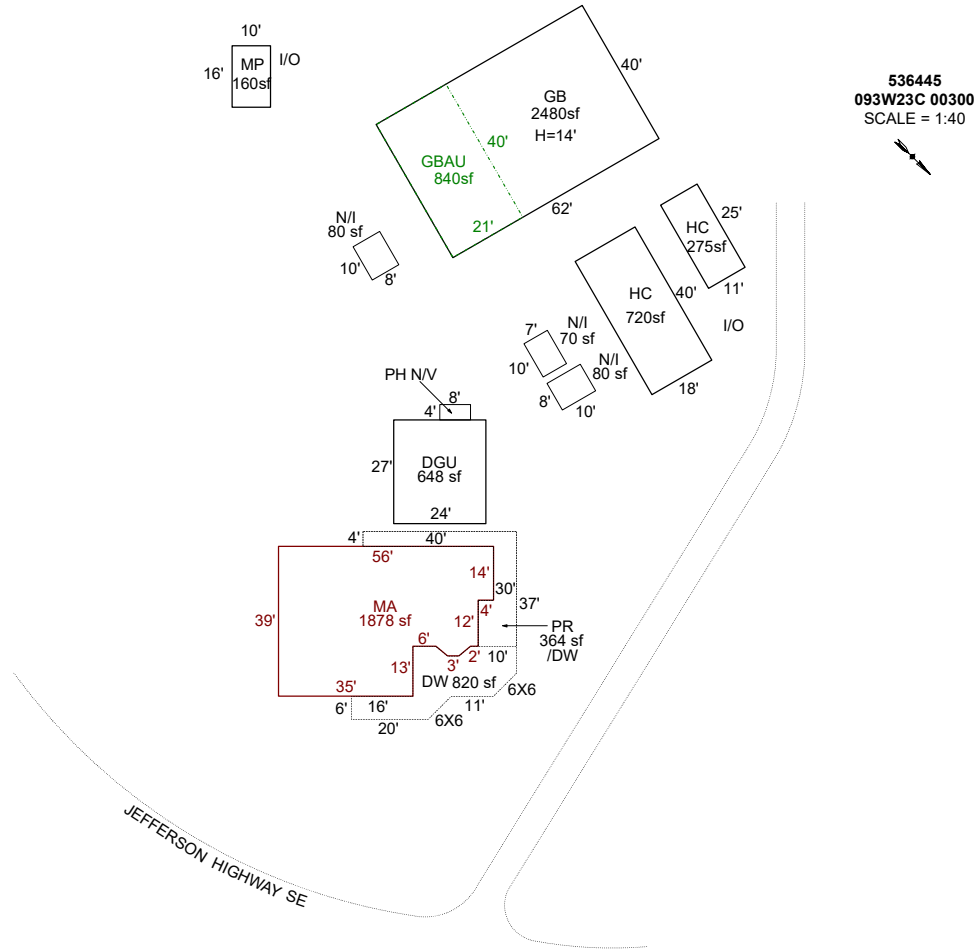 10'
I/O
MP
16'
160sf
40'
GB
2480sf
H=14'
536445
093W23C 00300
SCALE = 1:40
40'
GBAU
840sf
62'
21'
N/I
80 sf
10'
8'
25'
HC
275sf
11'
HC
40'
720sf
I/O
18'
7'
N/I
70 sf
10'
N/I
80 sf
8'
10'
PH N/V
8'
4'
27'
DGU
648 sf
24'
4'
40'
56'
14'
30'
39'
MA
1878 sf
4'
37'
12'
PR
364 sf
/DW
6'
3'
2'
10'
13'
DW 820 sf
35'
6X6
6'
16'
11'
20'
6X6
JEFFERSON HIGHWAY SE